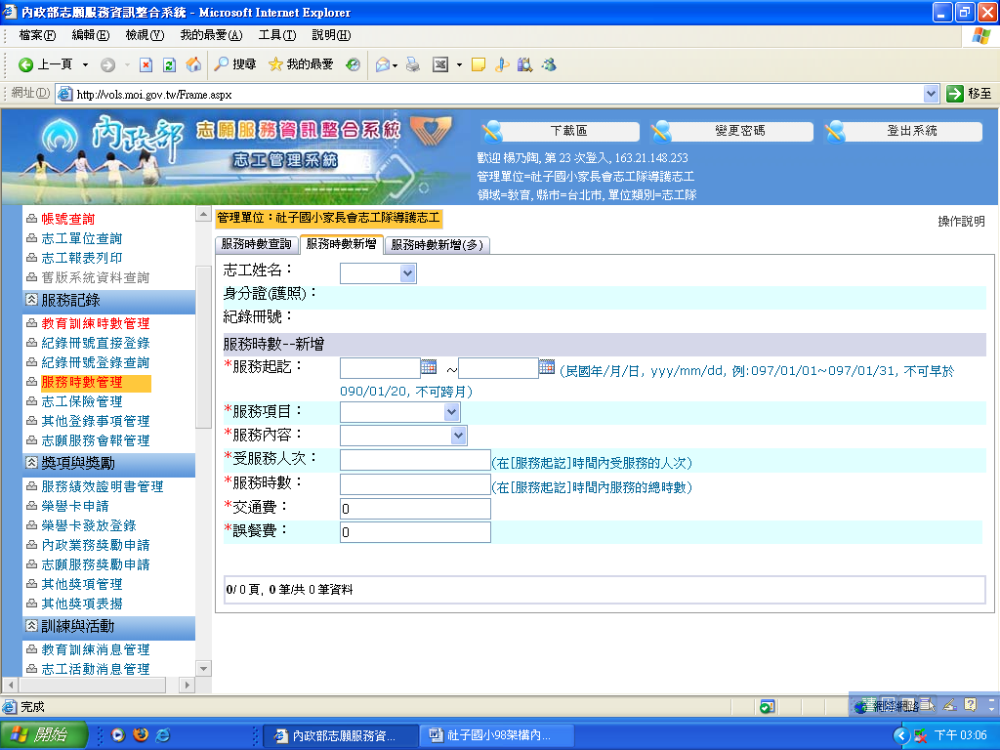 內政部志願服務資訊整合系統 - Microsoft Internet Explorer
檔案(F) 編輯(E) 檢視(V) 我的最愛(A) 工具(T) 說明(H)
上一頁 搜尋 我的最愛
網址(D) http://vols.moi.gov.tw/Frame.aspx 移至
內政部 志願服務資訊整合系統
志工管理系統
下載區 變更密碼 登出系統
歡迎 楊乃陶, 第 23 次登入, 163.21.148.253
管理單位=社子國小家長會志工隊導護志工
領域=教育, 縣市=台北市, 單位類別=志工隊
帳號查詢
志工單位查詢
志工報表列印
舊版系統資料查詢
服務記錄
教育訓練時數管理
紀錄冊號直接登錄
紀錄冊號登錄查詢
服務時數管理
志工保險管理
其他登錄事項管理
志願服務會報管理
獎項與獎勵
服務績效證明書管理
榮譽卡申請
榮譽卡發放登錄
內政業務獎勵申請
志願服務獎勵申請
其他獎項管理
其他獎項表揚
訓練與活動
教育訓練消息管理
志工活動消息管理
管理單位：社子國小家長會志工隊導護志工
操作說明
服務時數查詢 服務時數新增 服務時數新增(多)
志工姓名：
身分證(護照)：
紀錄冊號：
服務時數--新增
*服務起訖： ~ (民國年/月/日, yyy/mm/dd, 例:097/01/01~097/01/31, 不可早於
090/01/20, 不可跨月)
*服務項目：
*服務內容：
*受服務人次： (在[服務起訖]時間內受服務的人次)
*服務時數： (在[服務起訖]時間內服務的總時數)
*交通費： 0
*誤餐費： 0
0/ 0 頁, 0 筆/共 0 筆資料
完成 網際網路
開始 內政部志願服務資... 社子國小98架構內... 下午 03:06